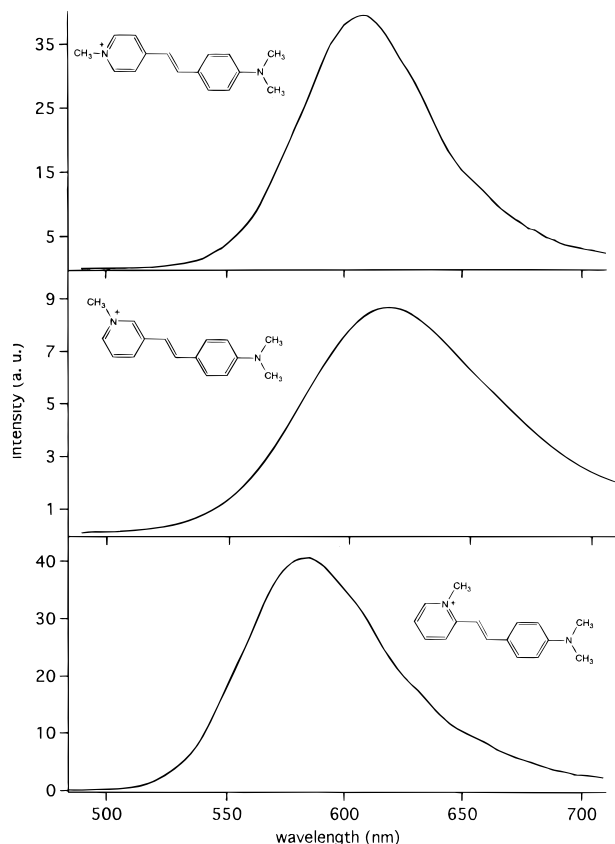 35
25
15
5
CH₃
+
N
N
CH₃
CH₃
9
7
5
3
1
CH₃
+
N
N
CH₃
CH₃
intensity (a. u.)
40
30
20
10
0
CH₃
+
N
N
CH₃
CH₃
500 550 600 650 700
wavelength (nm)